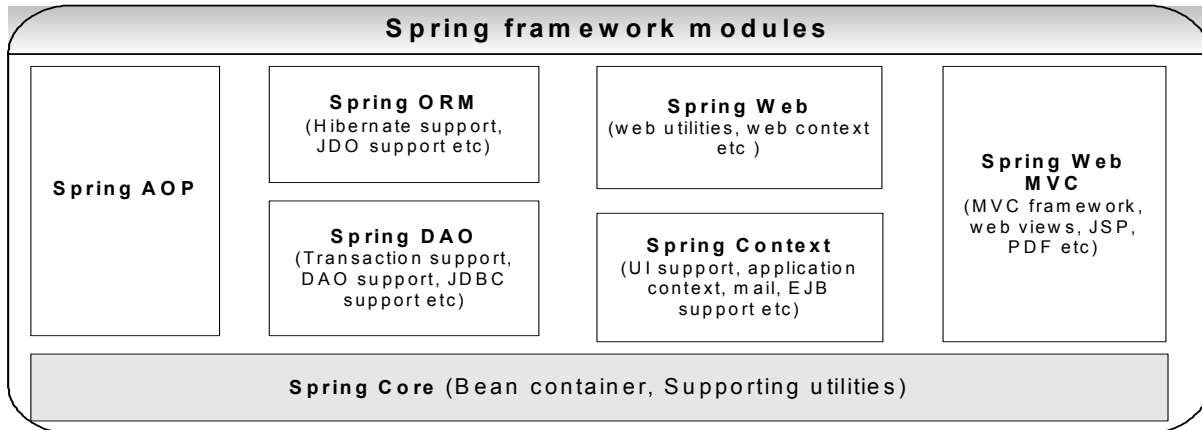 Spring framework modules
Spring AOP
Spring ORM
(Hibernate support,
JDO support etc)
Spring DAO
(Transaction support,
DAO support, JDBC
support etc)
Spring Web
(web utilities, web context
etc )
Spring Context
(UI support, application
context, mail, EJB
support etc)
Spring Web
MVC
(MVC framework,
web views, JSP,
PDF etc)
Spring Core (Bean container, Supporting utilities)